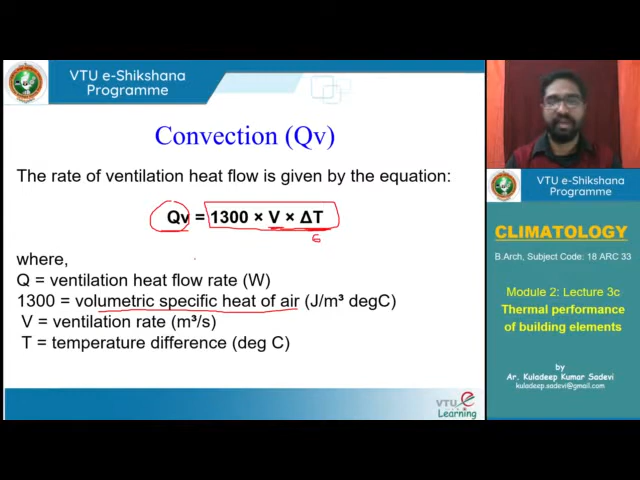 VTU e-Shikshana
Programme
Convection (Qv)
The rate of ventilation heat flow is given by the equation:
Qv = 1300 × V × ΔT
6
where,
Q = ventilation heat flow rate (W)
1300 = volumetric specific heat of air (J/m³ degC)
V = ventilation rate (m³/s)
T = temperature difference (deg C)
VTU e
Learning
VTU e-Shikshana
Programme
CLIMATOLOGY
B.Arch, Subject Code: 18 ARC 33
Module 2: Lecture 3c
Thermal performance
of building elements
by
Ar. Kuladeep Kumar Sadevi
kuladeep.sadevi@gmail.com